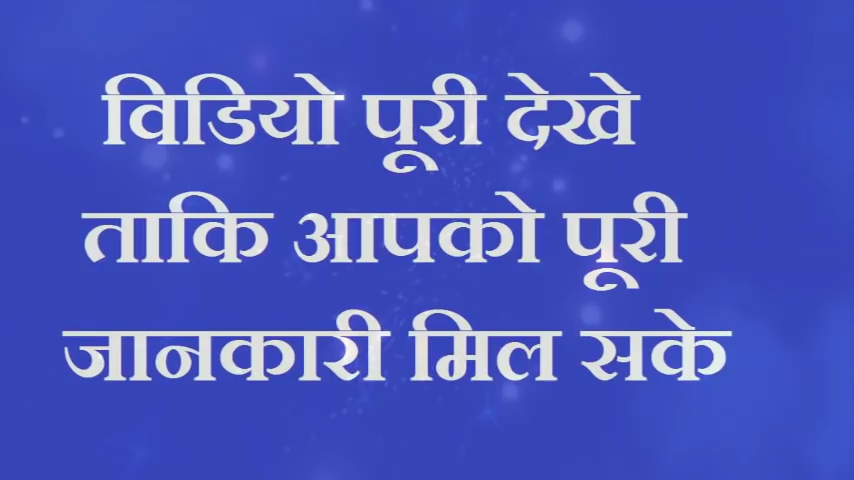 विडियो पूरी देखे
ताकि आपको पूरी
जानकारी मिल सके